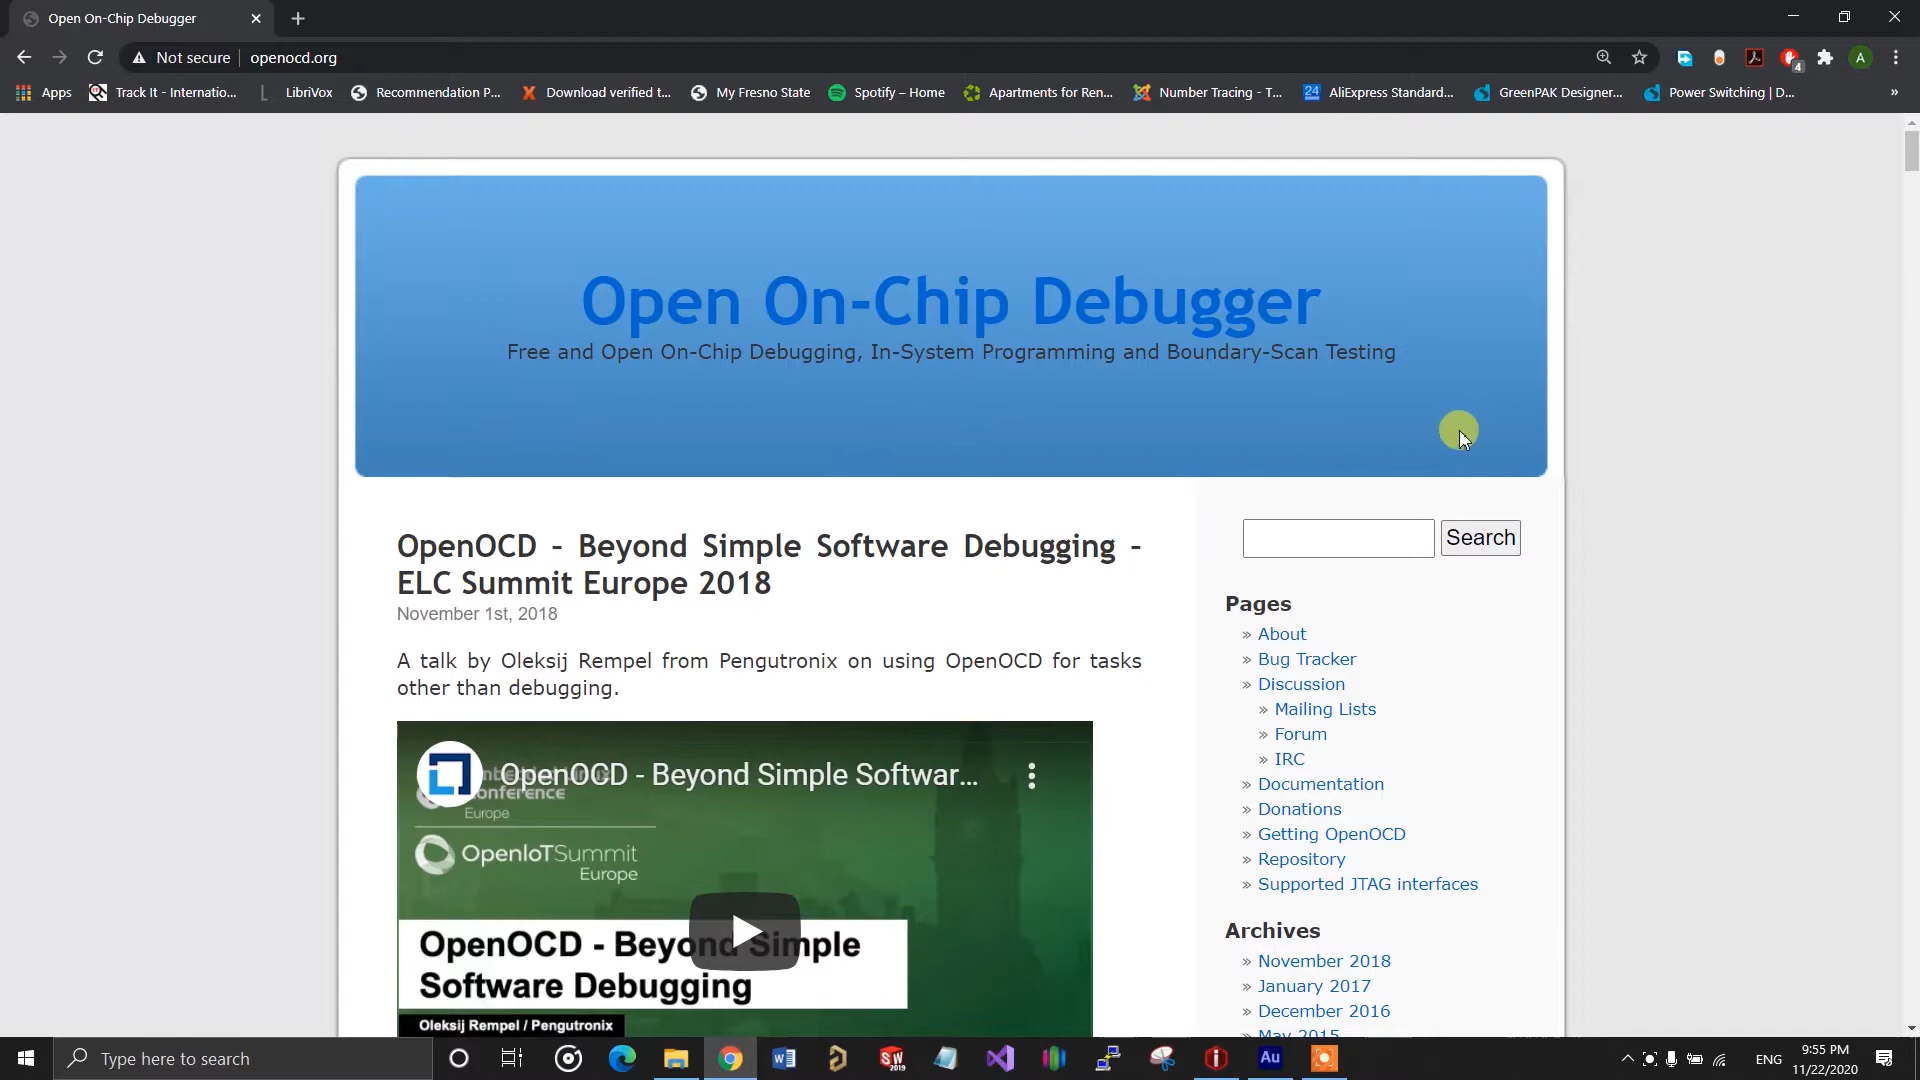 Open On-Chip Debugger
Not secure
openocd.org
4
A
Apps
Track It - Internatio...
LibriVox
Recommendation P...
Download verified t...
My Fresno State
Spotify – Home
Apartments for Ren...
Number Tracing - T...
24
AliExpress Standard...
GreenPAK Designer...
Power Switching | D...
»
Open On-Chip Debugger
Free and Open On-Chip Debugging, In-System Programming and Boundary-Scan Testing
OpenOCD – Beyond Simple Software Debugging –
ELC Summit Europe 2018
November 1st, 2018
A talk by Oleksij Rempel from Pengutronix on using OpenOCD for tasks
other than debugging.
OpenOCD - Beyond Simple Softwar...
Europe
OpenIoTSummit
Europe
OpenOCD - Beyond Simple
Software Debugging
Oleksij Rempel / Pengutronix
Search
Pages
» About
» Bug Tracker
» Discussion
» Mailing Lists
» Forum
» IRC
» Documentation
» Donations
» Getting OpenOCD
» Repository
» Supported JTAG interfaces
Archives
» November 2018
» January 2017
» December 2016
» May 2015
Type here to search
SW
2019
Au
ENG
9:55 PM
11/22/2020